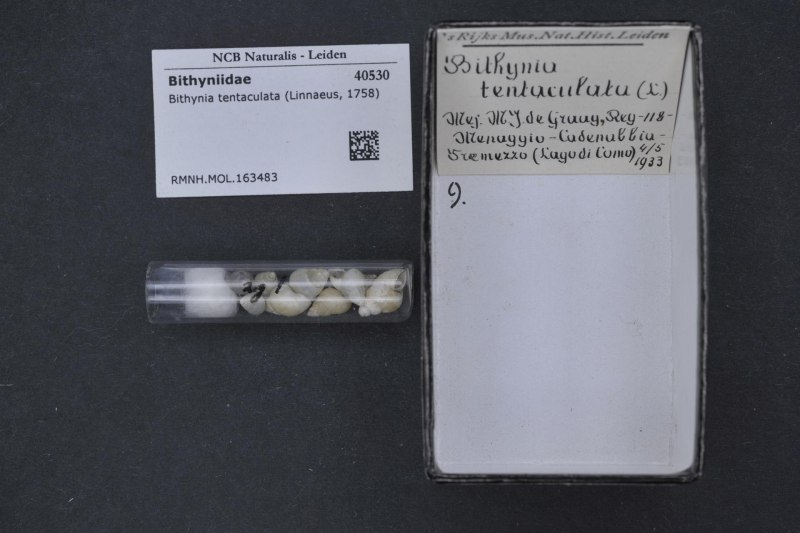 NCB Naturalis - Leiden
Bithyniidae 40530
Bithynia tentaculata (Linnaeus, 1758)
RMNH.MOL.163483
's Rijks Mus. Nat. Hist. Leiden
Bithynia
tentaculata (L.)
Mej. M.J. de Graag, Reg-118-
Menaggio-Cadenabbia-
Tremezzo (Lago di Como) 4/5
1933
9.